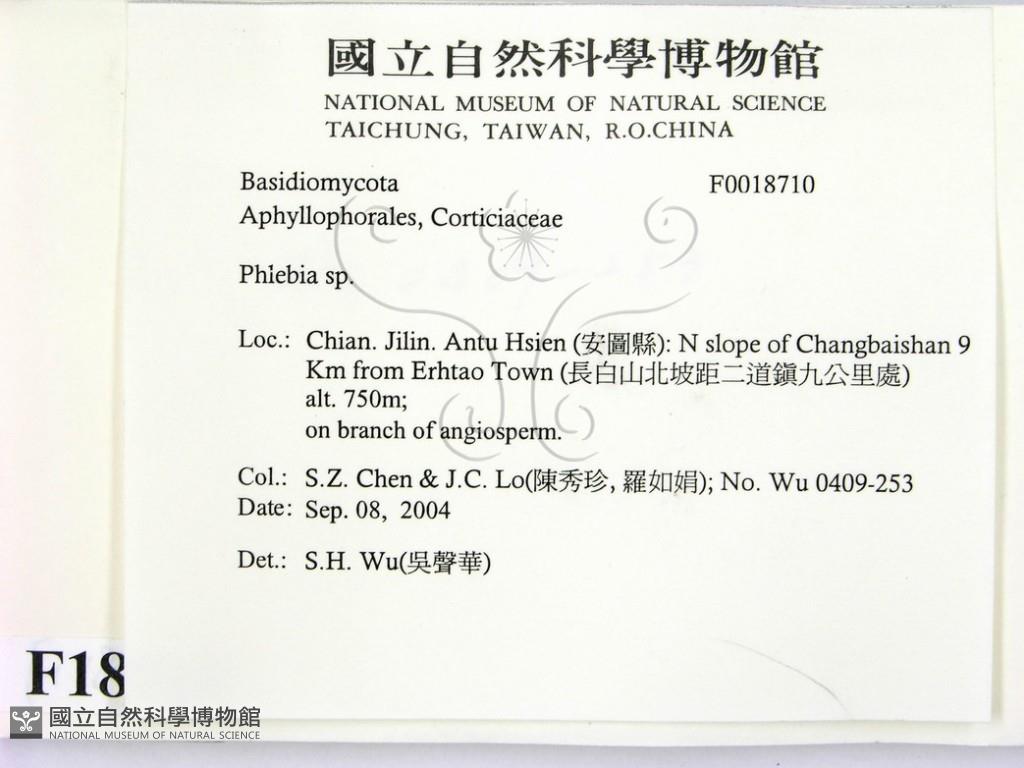 國立自然科學博物館
NATIONAL MUSEUM OF NATURAL SCIENCE
TAICHUNG, TAIWAN, R.O.CHINA
Basidiomycota F0018710
Aphyllophorales, Corticiaceae
Phlebia sp.
Loc.: Chian. Jilin. Antu Hsien (安圖縣): N slope of Changbaishan 9
Km from Erhtao Town (長白山北坡距二道鎮九公里處)
alt. 750m;
on branch of angiosperm.
Col.: S.Z. Chen & J.C. Lo(陳秀珍, 羅如娟); No. Wu 0409-253
Date: Sep. 08, 2004
Det.: S.H. Wu(吳聲華)
F18
國立自然科學博物館
NATIONAL MUSEUM OF NATURAL SCIENCE